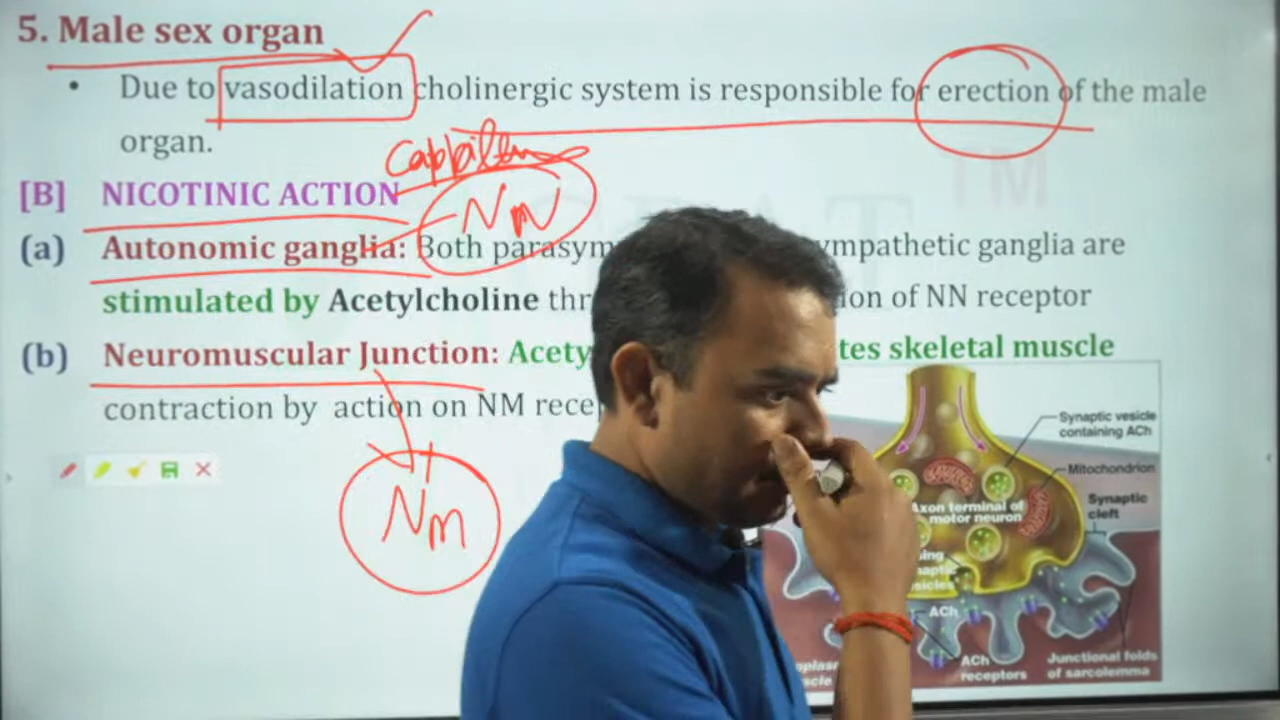 5. Male sex organ
• Due to vasodilation cholinergic system is responsible for erection of the male
organ.
[B] NICOTINIC ACTION
NN
(a) Autonomic ganglia: Both parasym ympathetic ganglia are
stimulated by Acetylcholine thr ion of NN receptor
(b) Neuromuscular Junction: Acety tes skeletal muscle
contraction by action on NM rece
Nm
Synaptic vesicle
containing ACh
Mitochondrion
Axon terminal of
motor neuron
Synaptic
cleft
ACh
ACh
receptors
Junctional folds
of sarcolemma
TM